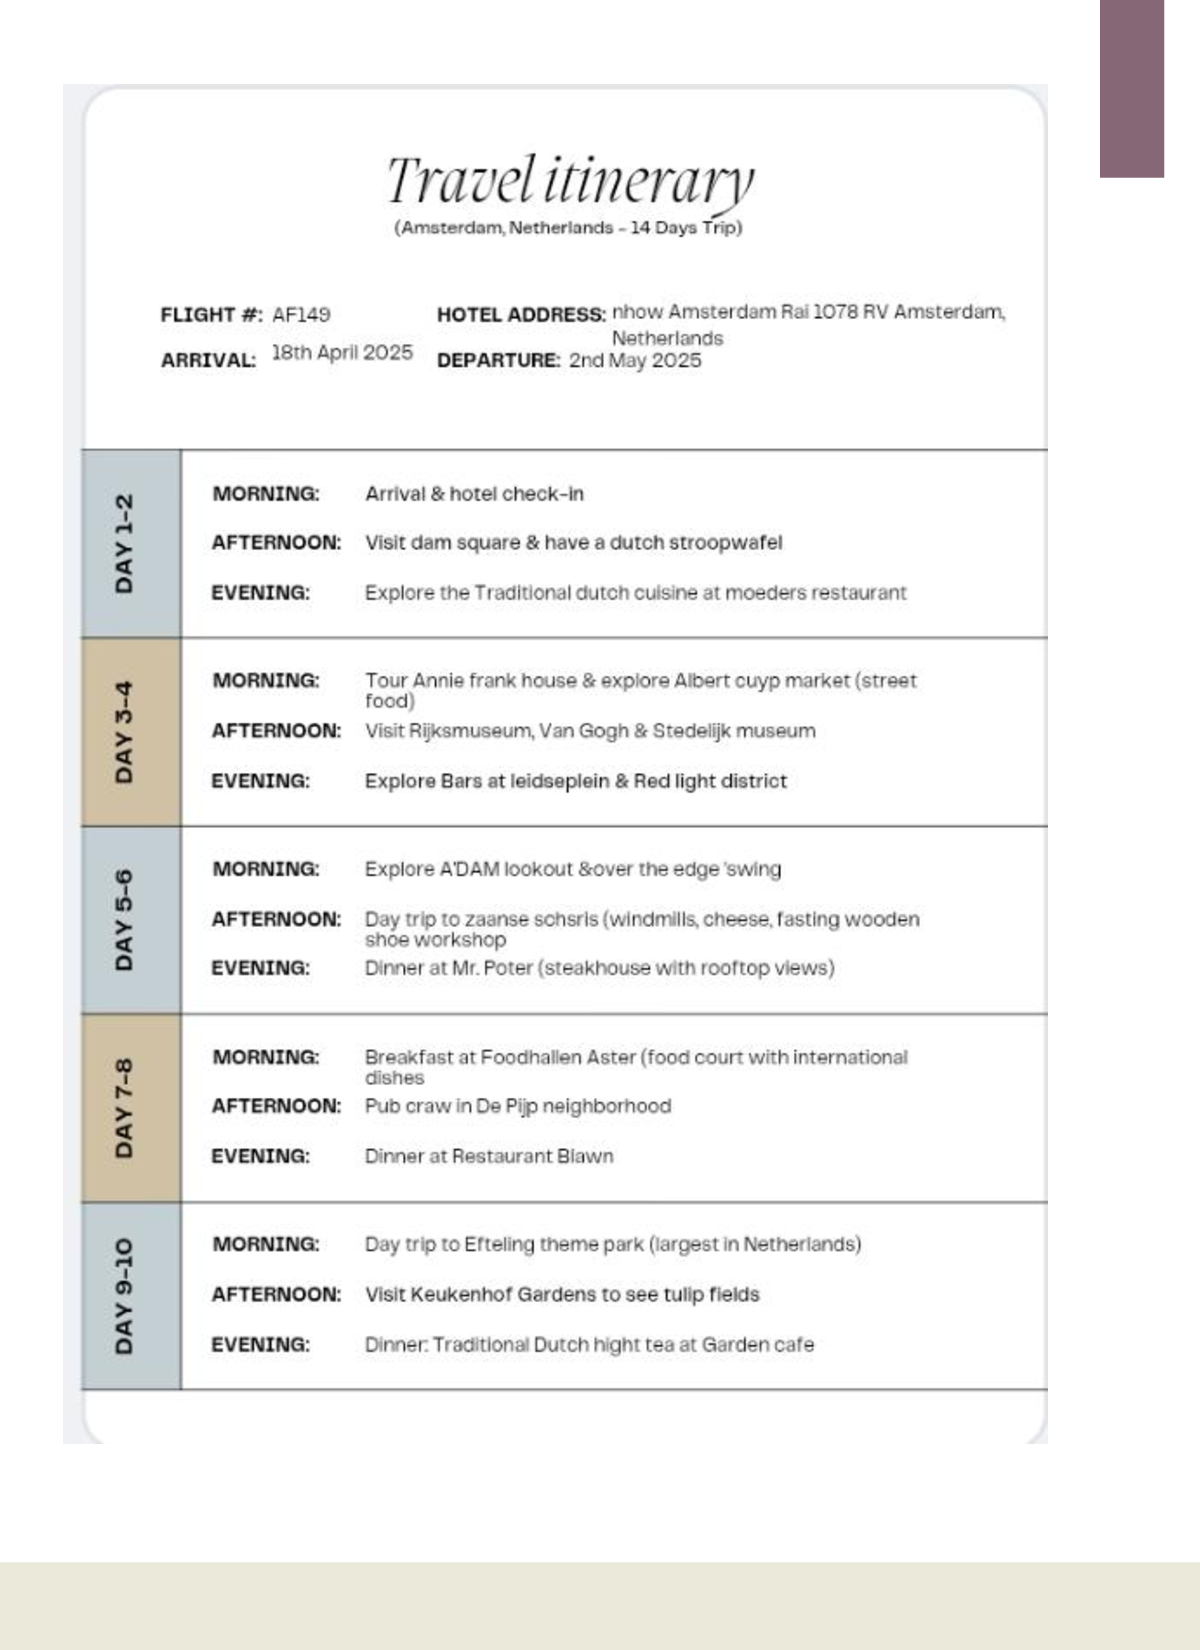 Travel itinerary
(Amsterdam, Netherlands - 14 Days Trip)
FLIGHT #: AF149
HOTEL ADDRESS: nhow Amsterdam Rai 1078 RV Amsterdam,
Netherlands
ARRIVAL: 18th April 2025
DEPARTURE: 2nd May 2025
DAY 1-2
MORNING: Arrival & hotel check-in
AFTERNOON: Visit dam square & have a dutch stroopwafel
EVENING: Explore the Traditional dutch cuisine at moeders restaurant
DAY 3-4
MORNING: Tour Annie frank house & explore Albert cuyp market (street
food)
AFTERNOON: Visit Rijksmuseum, Van Gogh & Stedelijk museum
EVENING: Explore Bars at leidseplein & Red light district
DAY 5-6
MORNING: Explore A'DAM lookout &over the edge 'swing
AFTERNOON: Day trip to zaanse schsris (windmills, cheese, fasting wooden
shoe workshop
EVENING: Dinner at Mr. Poter (steakhouse with rooftop views)
DAY 7-8
MORNING: Breakfast at Foodhallen Aster (food court with international
dishes
AFTERNOON: Pub craw in De Pijp neighborhood
EVENING: Dinner at Restaurant Blawn
DAY 9-10
MORNING: Day trip to Efteling theme park (largest in Netherlands)
AFTERNOON: Visit Keukenhof Gardens to see tulip fields
EVENING: Dinner: Traditional Dutch hight tea at Garden cafe